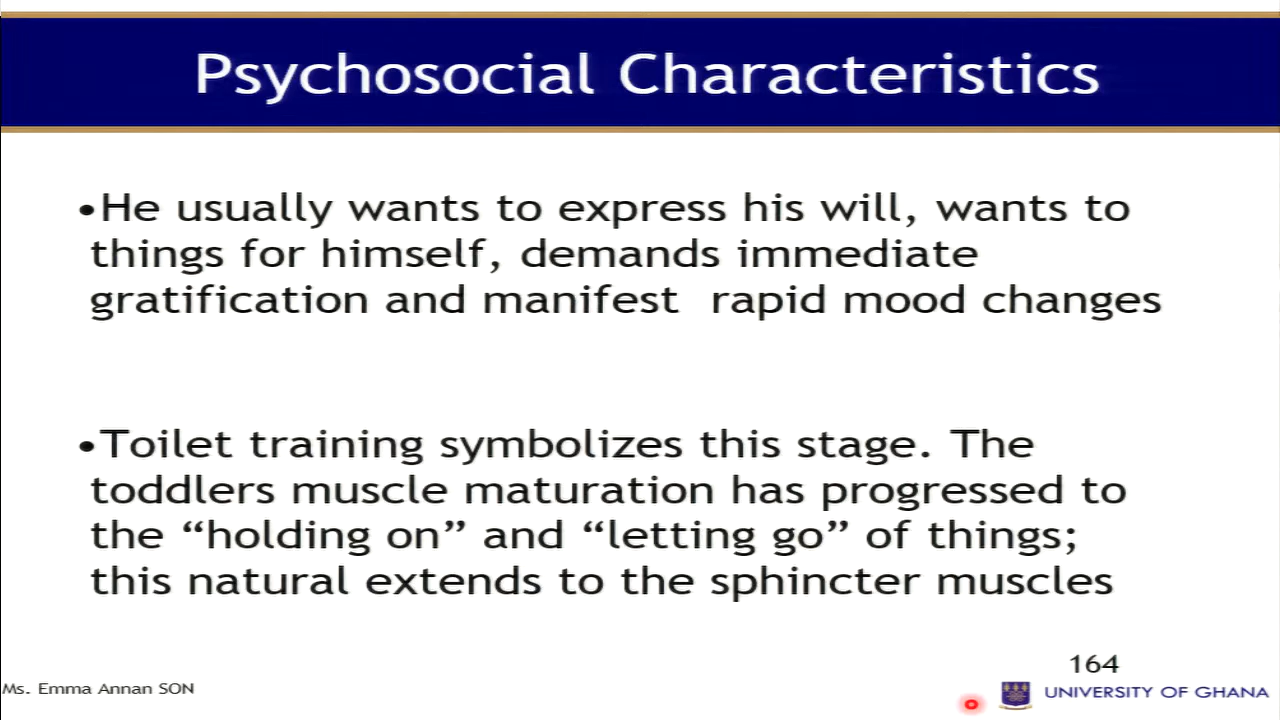 Psychosocial Characteristics
•He usually wants to express his will, wants to
things for himself, demands immediate
gratification and manifest rapid mood changes
•Toilet training symbolizes this stage. The
toddlers muscle maturation has progressed to
the “holding on” and “letting go” of things;
this natural extends to the sphincter muscles
164
Ms. Emma Annan SON
UNIVERSITY OF GHANA